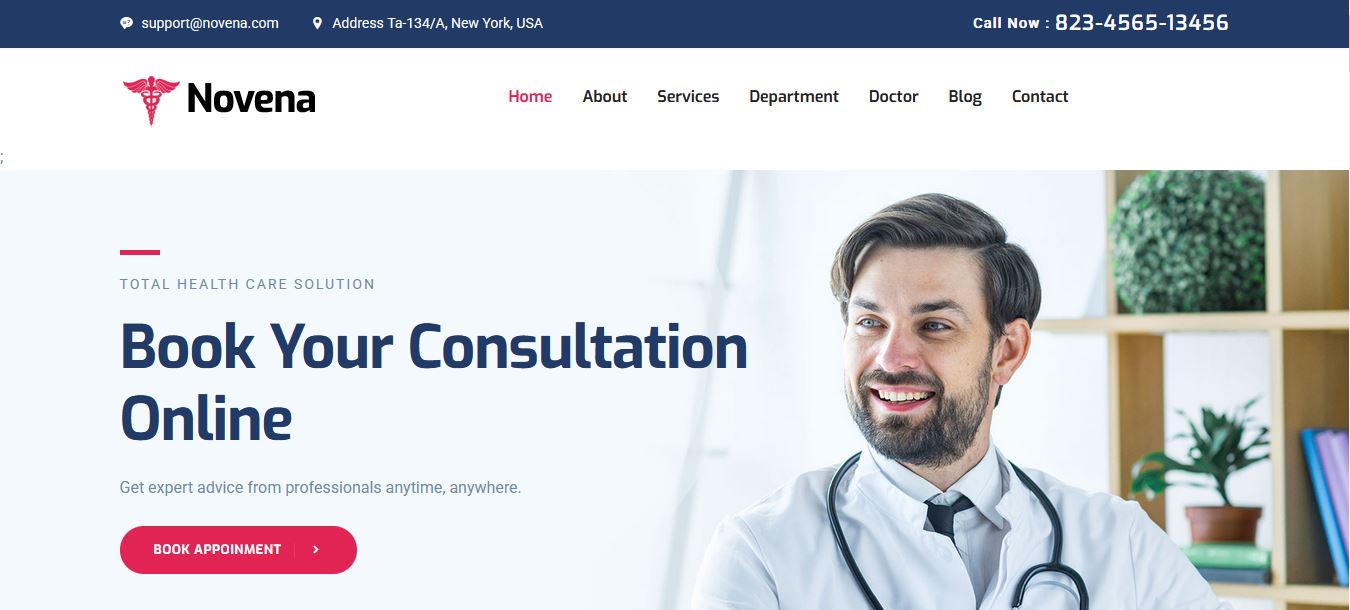 support@novena.com
Address Ta-134/A, New York, USA
Call Now : 823-4565-13456
Novena
Home About Services Department Doctor Blog Contact
;
TOTAL HEALTH CARE SOLUTION
Book Your Consultation
Online
Get expert advice from professionals anytime, anywhere.
BOOK APPOINMENT